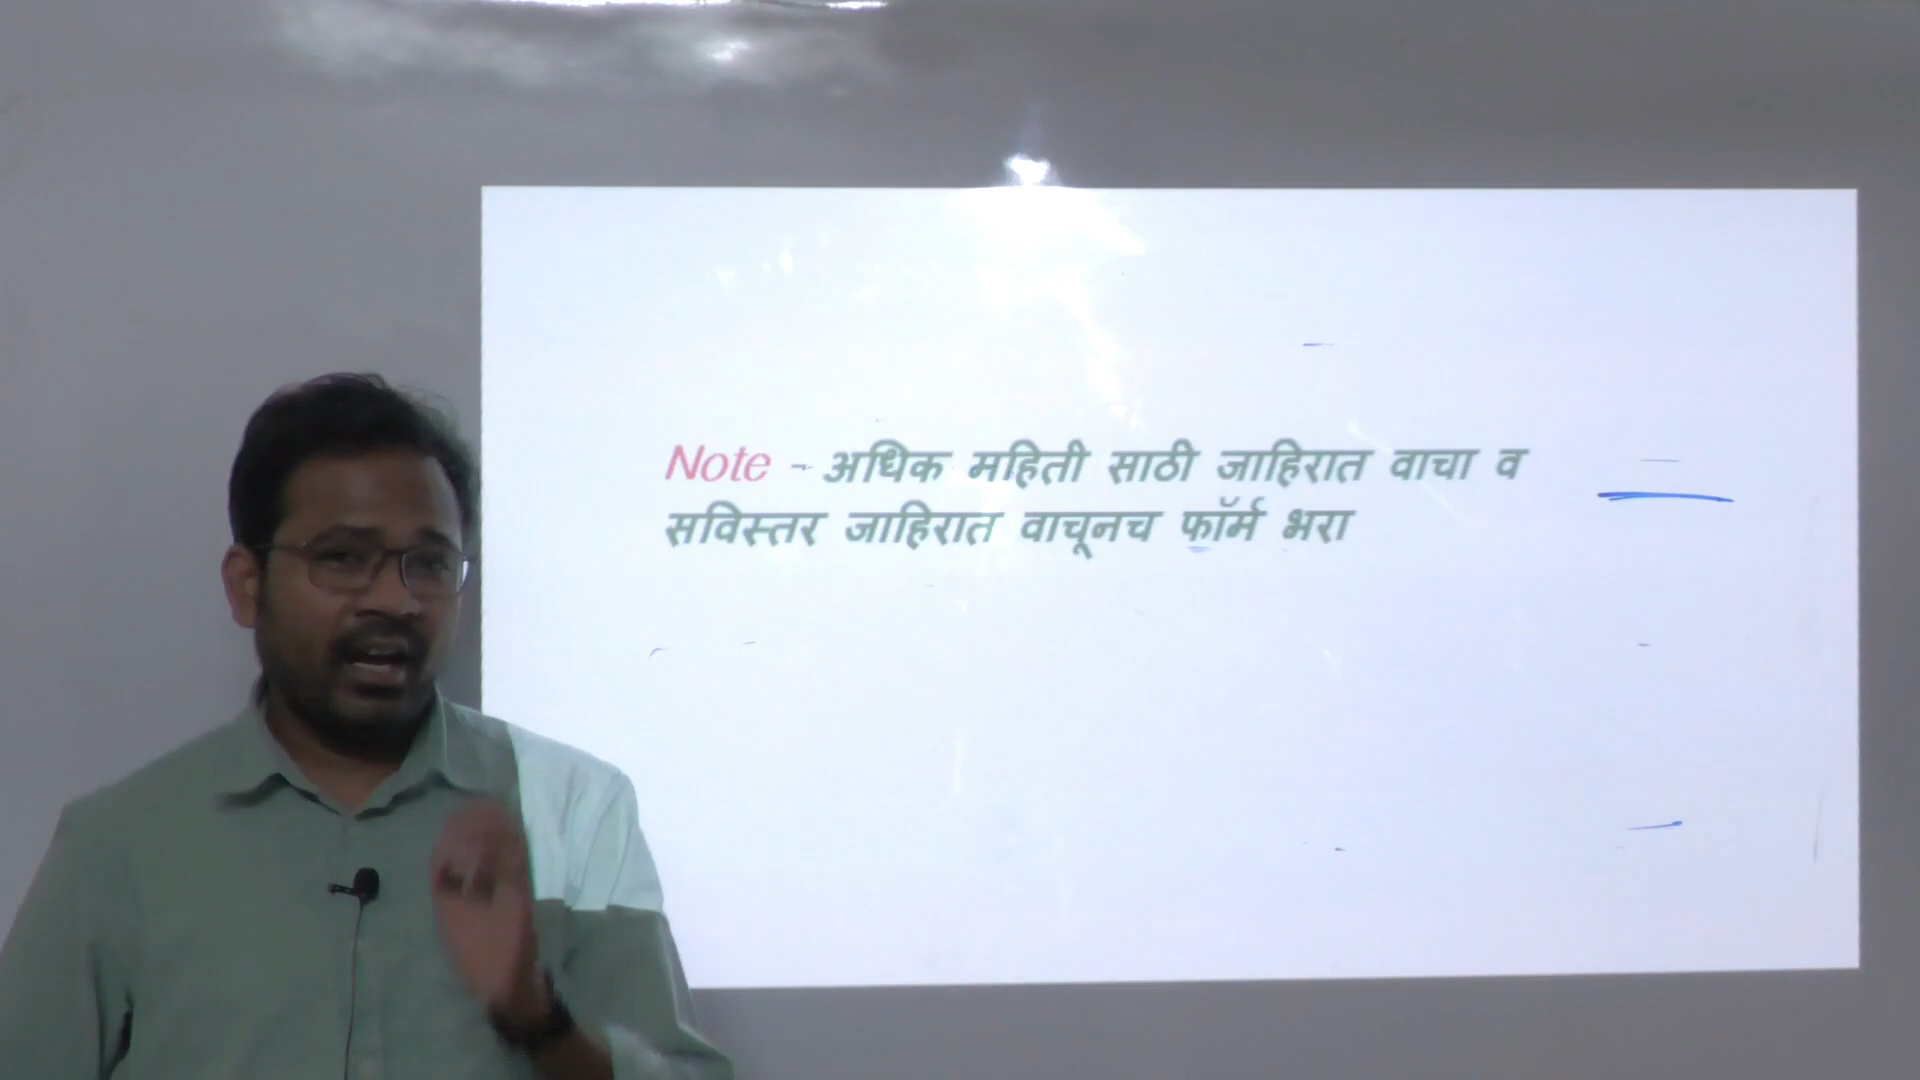 Note - अधिक महिती साठी जाहिरात वाचा व
सविस्तर जाहिरात वाचूनच फॉर्म भरा